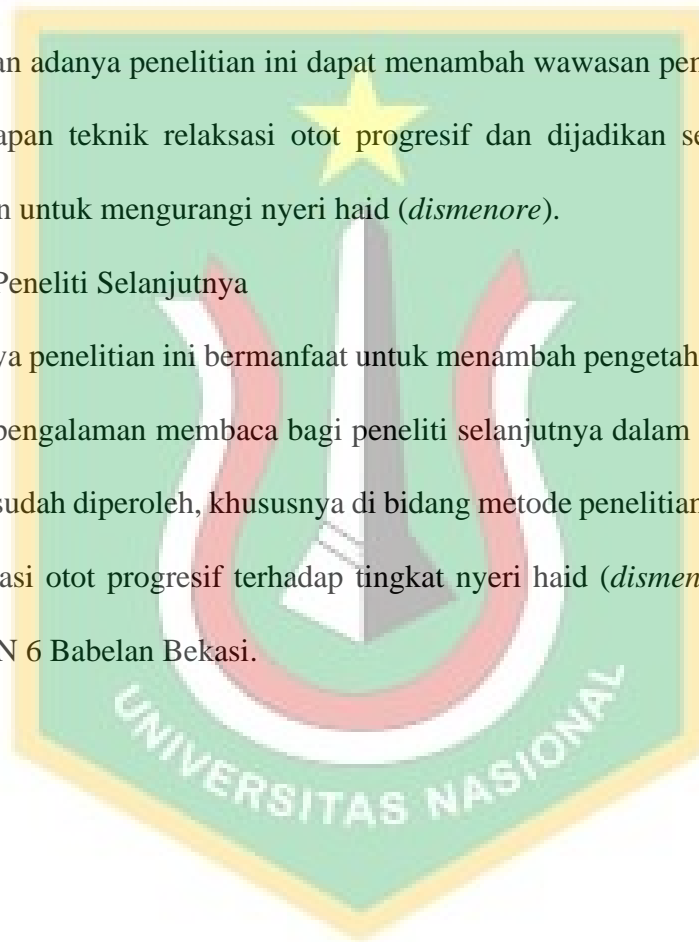 an adanya penelitian ini dapat menambah wawasan pen
apan teknik relaksasi otot progresif dan dijadikan se
n untuk mengurangi nyeri haid (dismenore).
Peneliti Selanjutnya
ya penelitian ini bermanfaat untuk menambah pengetah
pengalaman membaca bagi peneliti selanjutnya dalam
sudah diperoleh, khususnya di bidang metode penelitian
asi otot progresif terhadap tingkat nyeri haid (dismen
N 6 Babelan Bekasi.
UNIVERSITAS NASIONAL